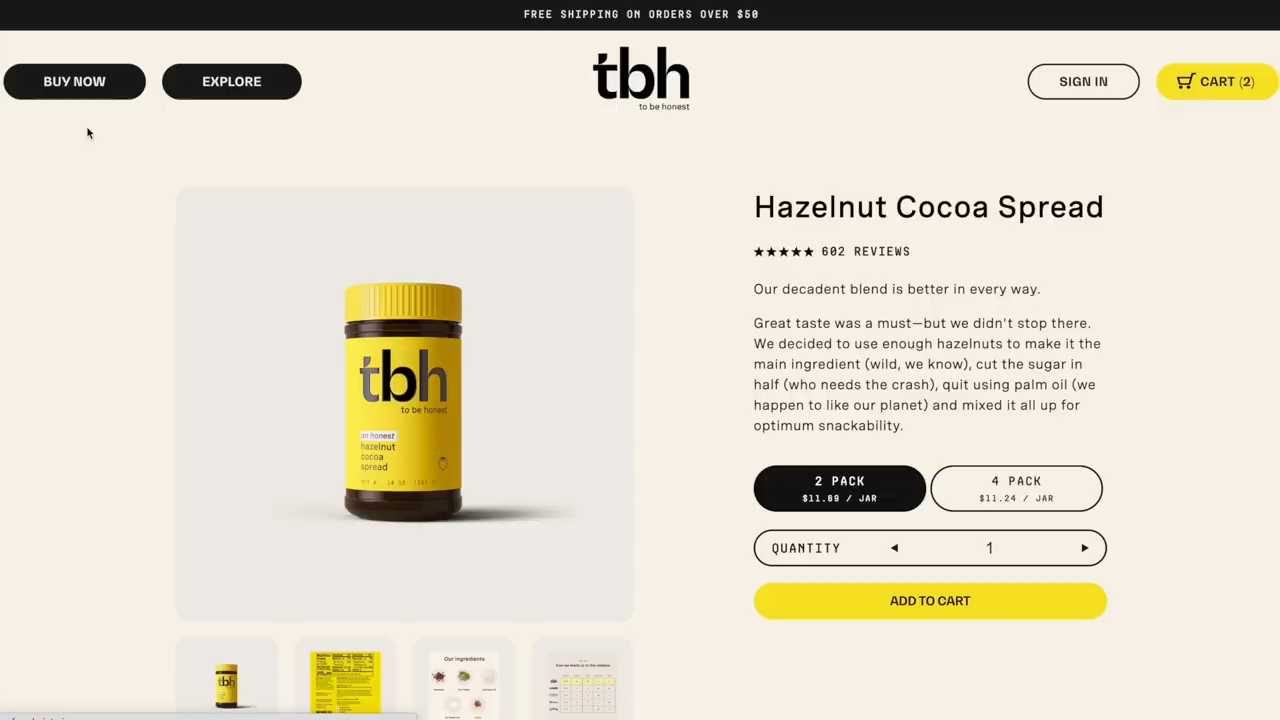 FREE SHIPPING ON ORDERS OVER $50
BUY NOW
EXPLORE
tbh
to be honest
SIGN IN
CART (2)
tbh
to be honest
an honest
hazelnut
cocoa
spread
Hazelnut Cocoa Spread
★★★★★ 602 REVIEWS
Our decadent blend is better in every way.
Great taste was a must—but we didn't stop there.
We decided to use enough hazelnuts to make it the
main ingredient (wild, we know), cut the sugar in
half (who needs the crash), quit using palm oil (we
happen to like our planet) and mixed it all up for
optimum snackability.
2 PACK
$11.69 / JAR
4 PACK
$11.24 / JAR
QUANTITY ◄ 1 ►
ADD TO CART
tbh
Our ingredients